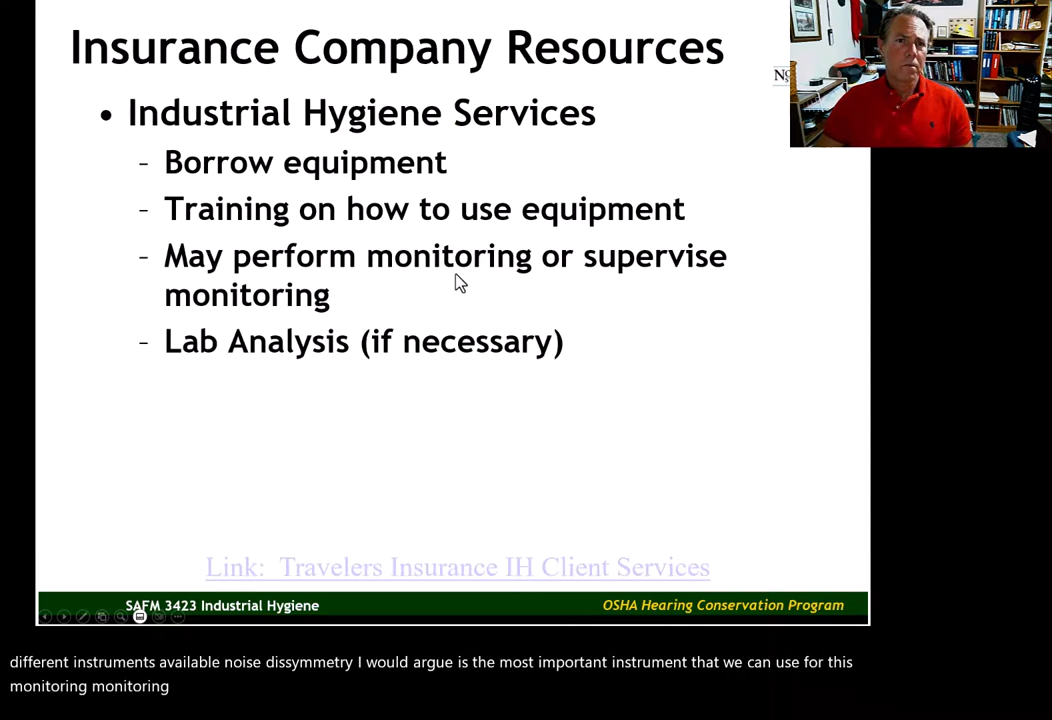 Insurance Company Resources
• Industrial Hygiene Services
- Borrow equipment
- Training on how to use equipment
- May perform monitoring or supervise
monitoring
- Lab Analysis (if necessary)
Link: Travelers Insurance IH Client Services
SAFM 3423 Industrial Hygiene
OSHA Hearing Conservation Program
different instruments available noise dissymmetry I would argue is the most important instrument that we can use for this
monitoring monitoring